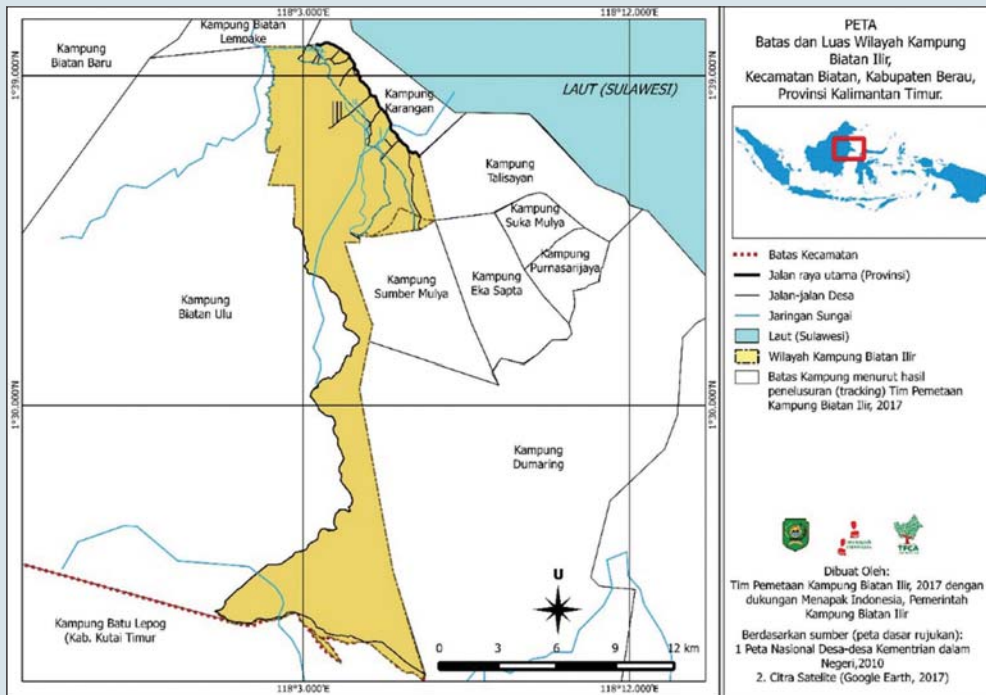 118°3.000'E
118°12.000'E
Kampung Biatan
Lempake
Kampung
Biatan Baru
1°39.000'N
1°39.000'N
LAUT (SULAWESI)
Kampung
Karangan
Kampung
Talisayan
Kampung
Suka Mulya
Kampung
Purnasarijaya
Kampung
Sumber Mulya
Kampung
Eka Sapta
Kampung
Biatan Ulu
1°30.000'N
1°30.000'N
Kampung
Dumaring
Kampung Batu Lepog
(Kab. Kutai Timur
U
0 3 6 9 12 km
118°3.000'E
118°12.000'E
PETA
Batas dan Luas Wilayah Kampung
Biatan Ilir,
Kecamatan Biatan, Kabupaten Berau,
Provinsi Kalimantan Timur.
Batas Kecamatan
Jalan raya utama (Provinsi)
Jalan-jalan Desa
Jaringan Sungai
Laut (Sulawesi)
Wilayah Kampung Biatan Ilir
Batas Kampung menurut hasil
penelusuran (tracking) Tim Pemetaan
Kampung Biatan Ilir, 2017
TFCA
Dibuat Oleh:
Tim Pemetaan Kampung Biatan Ilir, 2017 dengan
dukungan Menapak Indonesia, Pemerintah
Kampung Biatan Ilir
Berdasarkan sumber (peta dasar rujukan):
1 Peta Nasional Desa-desa Kementrian dalam
Negeri,2010
2. Citra Satelite (Google Earth, 2017)